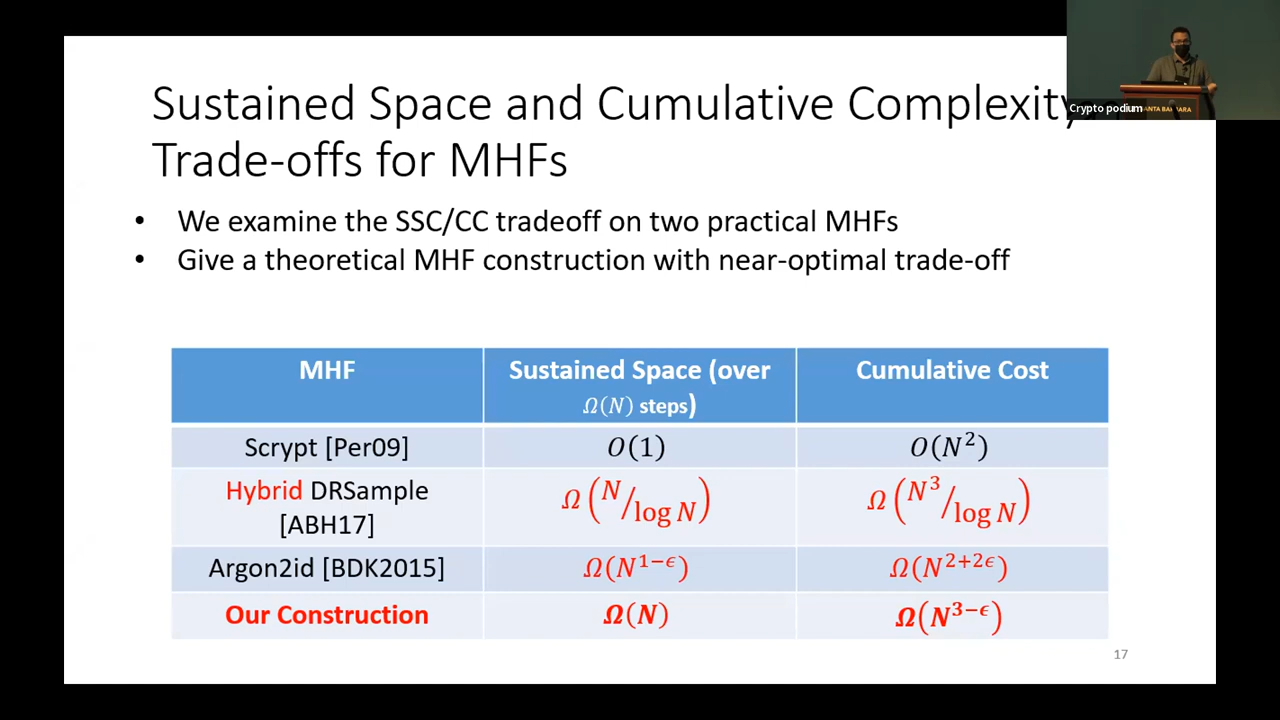 Sustained Space and Cumulative Complexity
Trade-offs for MHFs
Crypto podium
ANTA BARBARA
• We examine the SSC/CC tradeoff on two practical MHFs
• Give a theoretical MHF construction with near-optimal trade-off
MHF
Sustained Space (over
Ω(N) steps)
Cumulative Cost
Scrypt [Per09]
O(1)
O(N²)
Hybrid DRSample
[ABH17]
Ω(N/log N)
Ω(N³/log N)
Argon2id [BDK2015]
Ω(N^{1−ϵ})
Ω(N^{2+2ϵ})
Our Construction
Ω(N)
Ω(N^{3−ϵ})
17